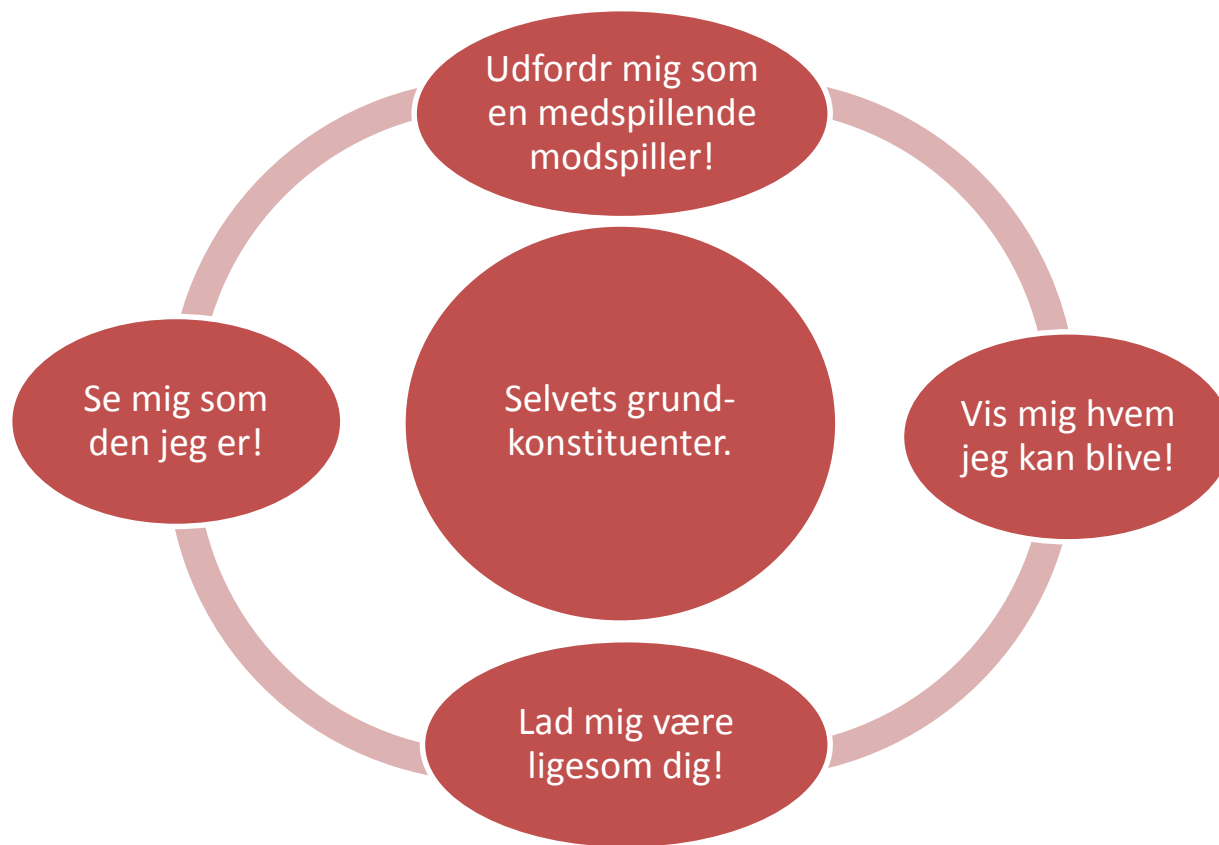 Udfordr mig som
en medspillende
modspiller!
Se mig som
den jeg er!
Selvets grund-
konstituenter.
Vis mig hvem
jeg kan blive!
Lad mig være
ligesom dig!